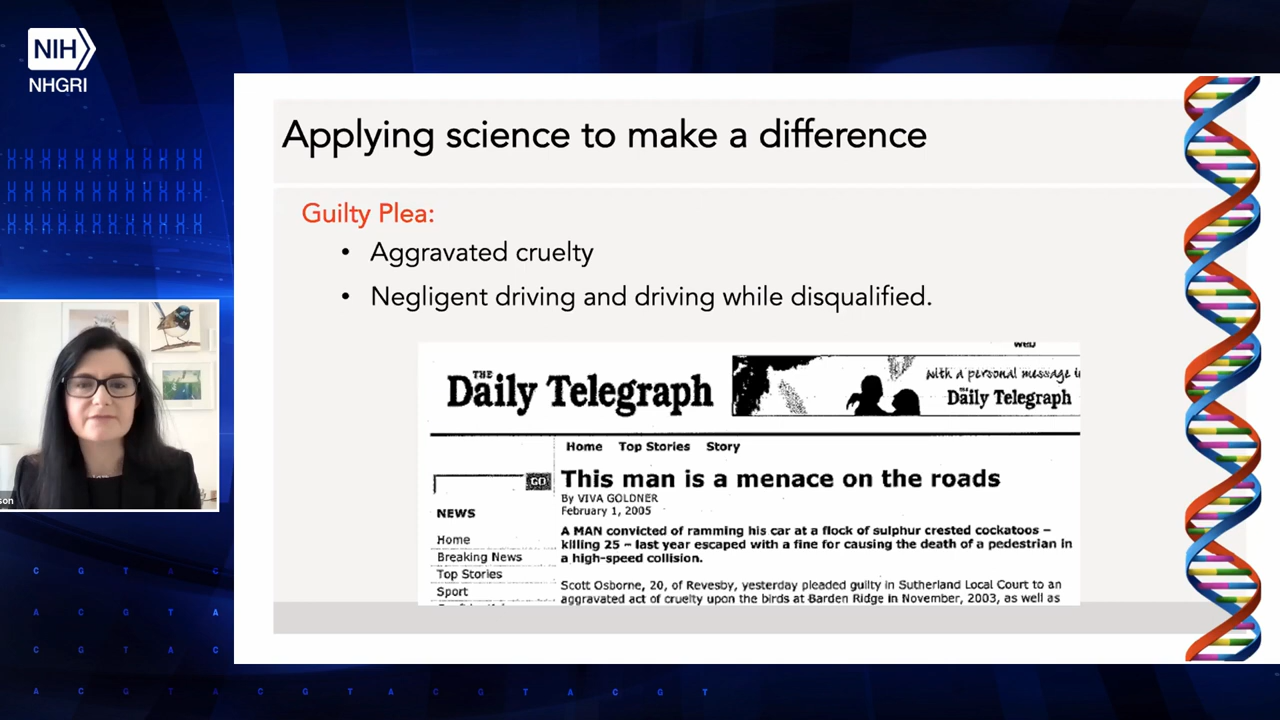 NIH
NHGRI
Applying science to make a difference
Guilty Plea:
• Aggravated cruelty
• Negligent driving and driving while disqualified.
THE
Daily Telegraph
with a personal message
THE
Daily Telegraph
Home Top Stories Story
GO
This man is a menace on the roads
By VIVA GOLDNER
February 1, 2005
NEWS
Home
Breaking News
Top Stories
Sport
A MAN convicted of ramming his car at a flock of sulphur crested cockatoos –
killing 25 – last year escaped with a fine for causing the death of a pedestrian in
a high-speed collision.
Scott Osborne, 20, of Revesby, yesterday pleaded guilty in Sutherland Local Court to an
aggravated act of cruelty upon the birds at Barden Ridge in November, 2003, as well as
son
C G T A C
A C G T A
C G T A C
A C G T A C G T A C G T A C G T